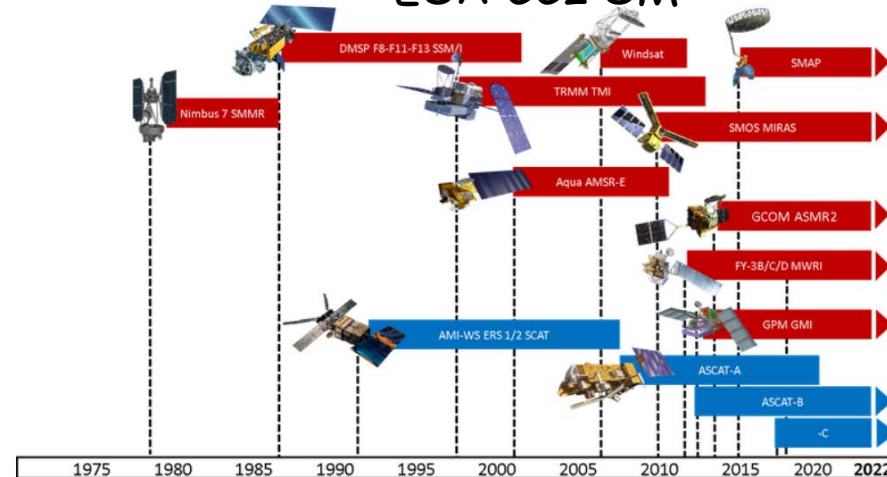 DMSP F8-F11-F13 SSM/I
Windsat
SMAP
TRMM TMI
Nimbus 7 SMMR
SMOS MIRAS
Aqua AMSR-E
GCOM ASMR2
FY-3B/C/D MWRI
GPM GMI
AMI-WS ERS 1/2 SCAT
ASCAT-A
ASCAT-B
-C
1975 1980 1985 1990 1995 2000 2005 2010 2015 2020 2022